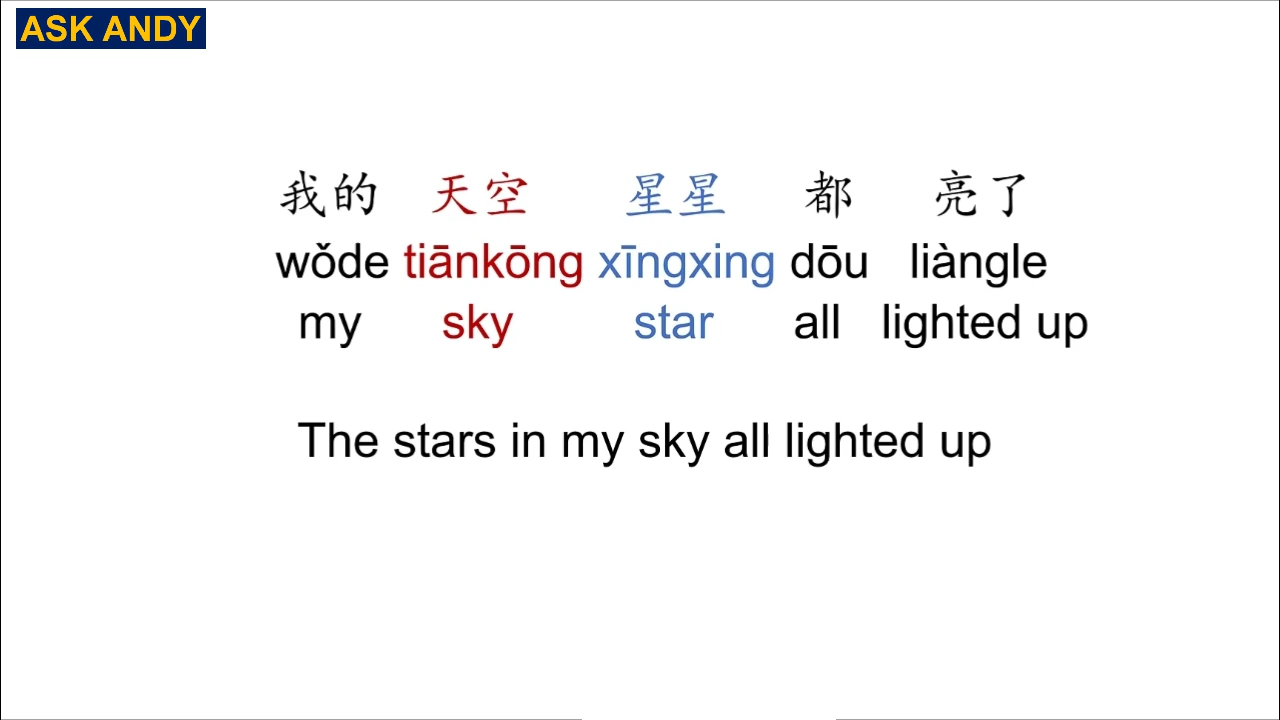 ASK ANDY
我的 天空 星星 都 亮了
wǒde tiānkōng xīngxing dōu liàngle
my sky star all lighted up
The stars in my sky all lighted up